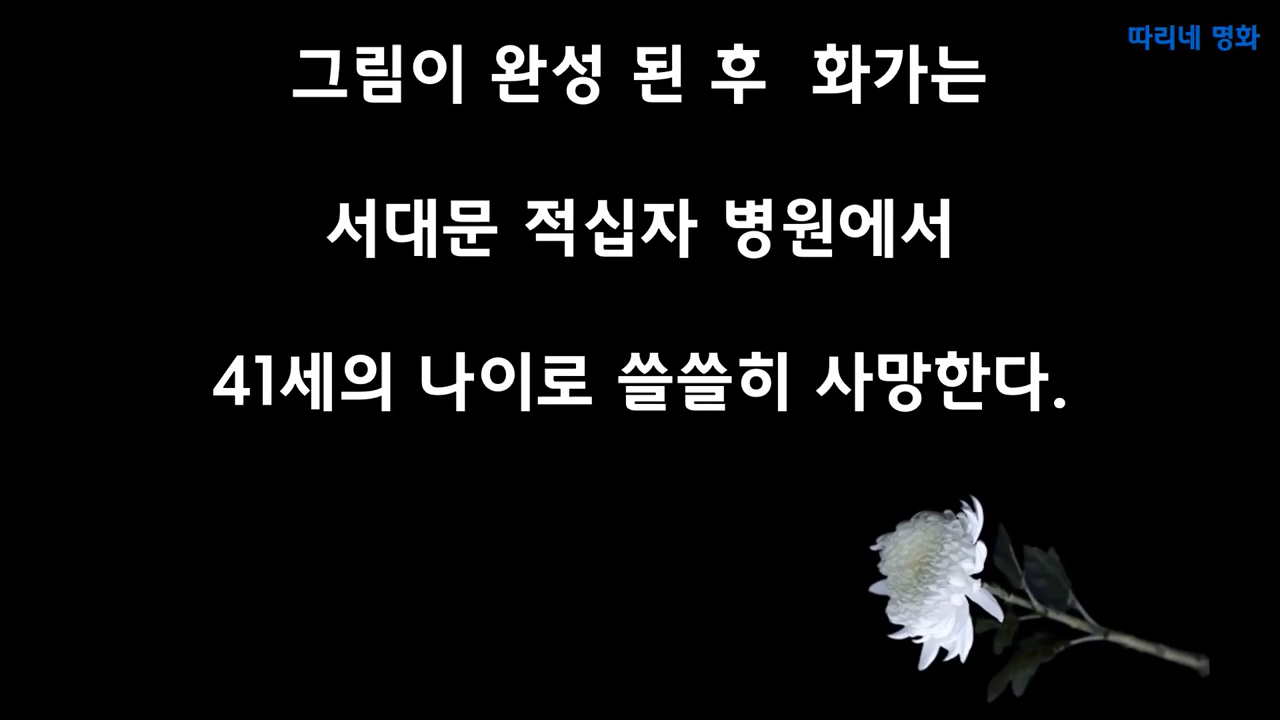 따리네 명화
그림이 완성 된 후 화가는
서대문 적십자 병원에서
41세의 나이로 쓸쓸히 사망한다.